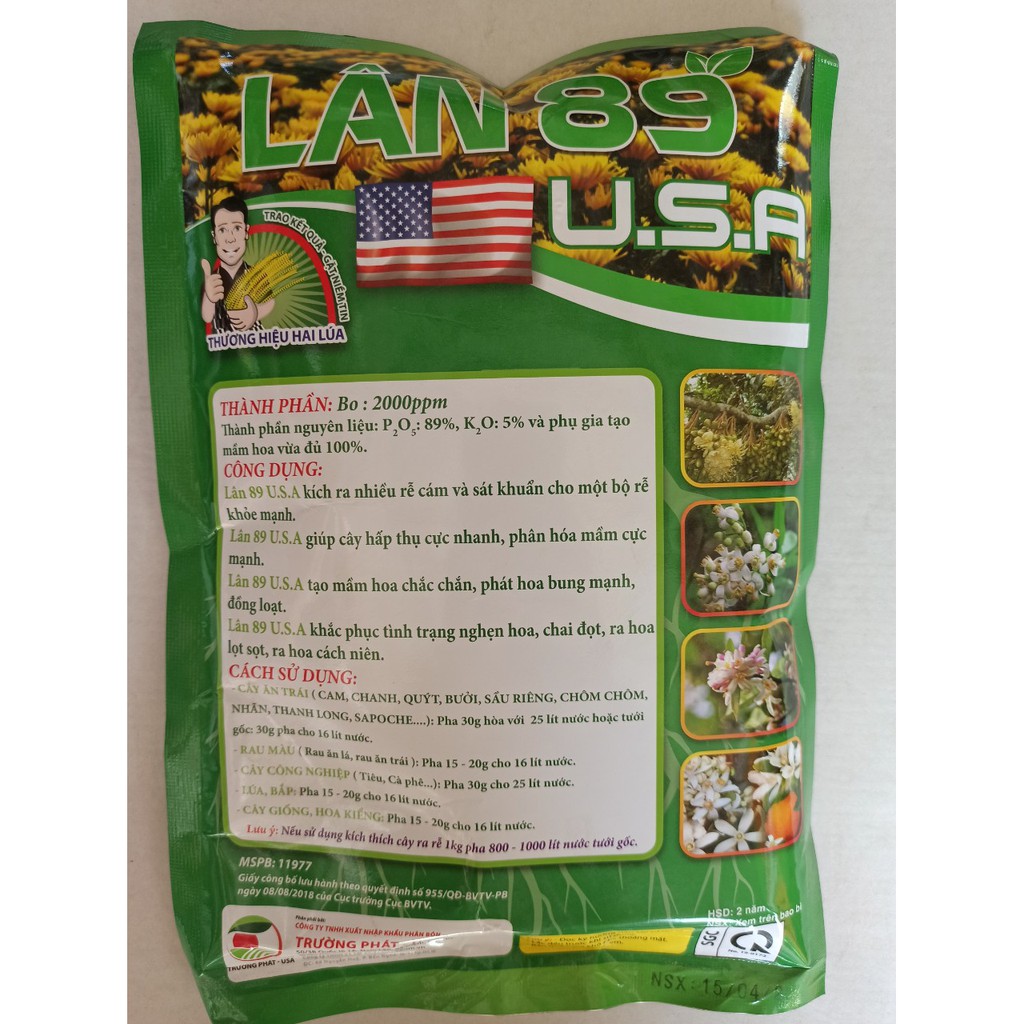 LÂN 89
U.S.A
TRAO KẾT QUẢ - GẶT NIỀM TIN
THƯƠNG HIỆU HAI LÚA
THÀNH PHẦN: Bo : 2000ppm
Thành phần nguyên liệu: P₂O₅: 89%, K₂O: 5% và phụ gia tạo
mầm hoa vừa đủ 100%.
CÔNG DỤNG:
Lân 89 U.S.A kích ra nhiều rễ cám và sát khuẩn cho một bộ rễ
khỏe mạnh.
Lân 89 U.S.A giúp cây hấp thụ cực nhanh, phân hóa mầm cực
mạnh.
Lân 89 U.S.A tạo mầm hoa chắc chắn, phát hoa bung mạnh,
đồng loạt.
Lân 89 U.S.A khắc phục tình trạng nghẹn hoa, chai đọt, ra hoa
lọt sọt, ra hoa cách niên.
CÁCH SỬ DỤNG:
- CÂY ĂN TRÁI ( CAM, CHANH, QUÝT, BƯỞI, SẦU RIÊNG, CHÔM CHÔM,
NHÃN, THANH LONG, SAPOCHE....): Pha 30g hòa với 25 lít nước hoặc tưới
gốc: 30g pha cho 16 lít nước.
- RAU MÀU ( Rau ăn lá, rau ăn trái ): Pha 15 - 20g cho 16 lít nước.
- CÂY CÔNG NGHIỆP ( Tiêu, Cà phê...): Pha 30g cho 25 lít nước.
- LÚA, BẮP: Pha 15 - 20g cho 16 lít nước.
- CÂY GIỐNG, HOA KIỂNG: Pha 15 - 20g cho 16 lít nước.
Lưu ý: Nếu sử dụng kích thích cây ra rễ 1kg pha 800 - 1000 lít nước tưới gốc.
MSPB: 11977
Giấy công bố lưu hành theo quyết định số 955/QĐ-BVTV-PB
ngày 08/08/2018 của Cục trưởng Cục BVTV.
HSD: 2 năm
NSX: Xem trên bao bì
Phân phối bởi:
CÔNG TY TNHH XUẤT NHẬP KHẨU PHÂN BÓN
TRƯỜNG PHÁT
TRƯỜNG PHÁT - USA
SGC
CR
NSX: 15/04/